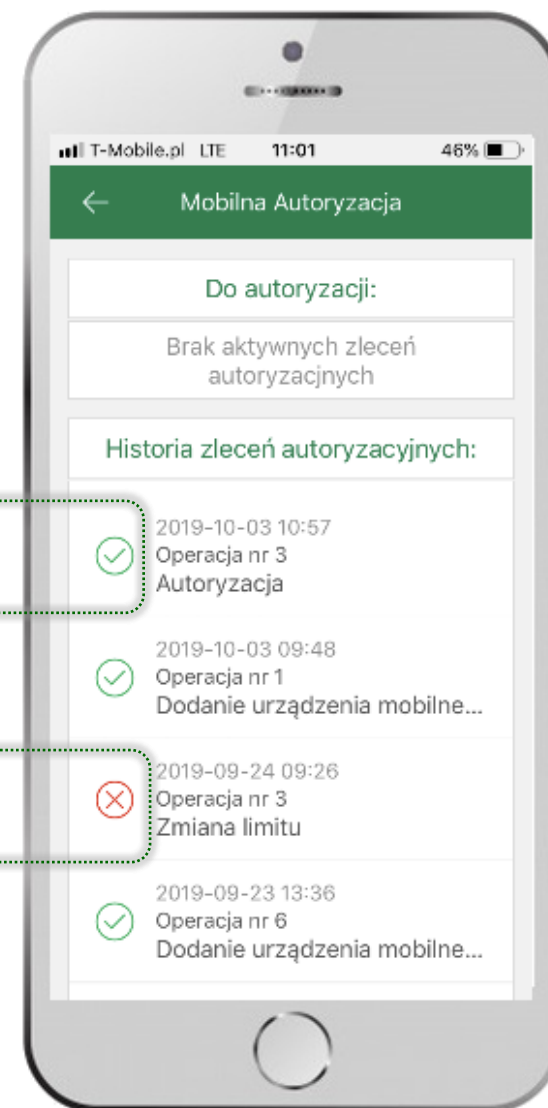 T-Mobile.pl LTE 11:01 46%
Mobilna Autoryzacja
Do autoryzacji:
Brak aktywnych zleceń
autoryzacjnych
Historia zleceń autoryzacyjnych:
2019-10-03 10:57
Operacja nr 3
Autoryzacja
2019-10-03 09:48
Operacja nr 1
Dodanie urządzenia mobilne...
2019-09-24 09:26
Operacja nr 3
Zmiana limitu
2019-09-23 13:36
Operacja nr 6
Dodanie urządzenia mobilne...